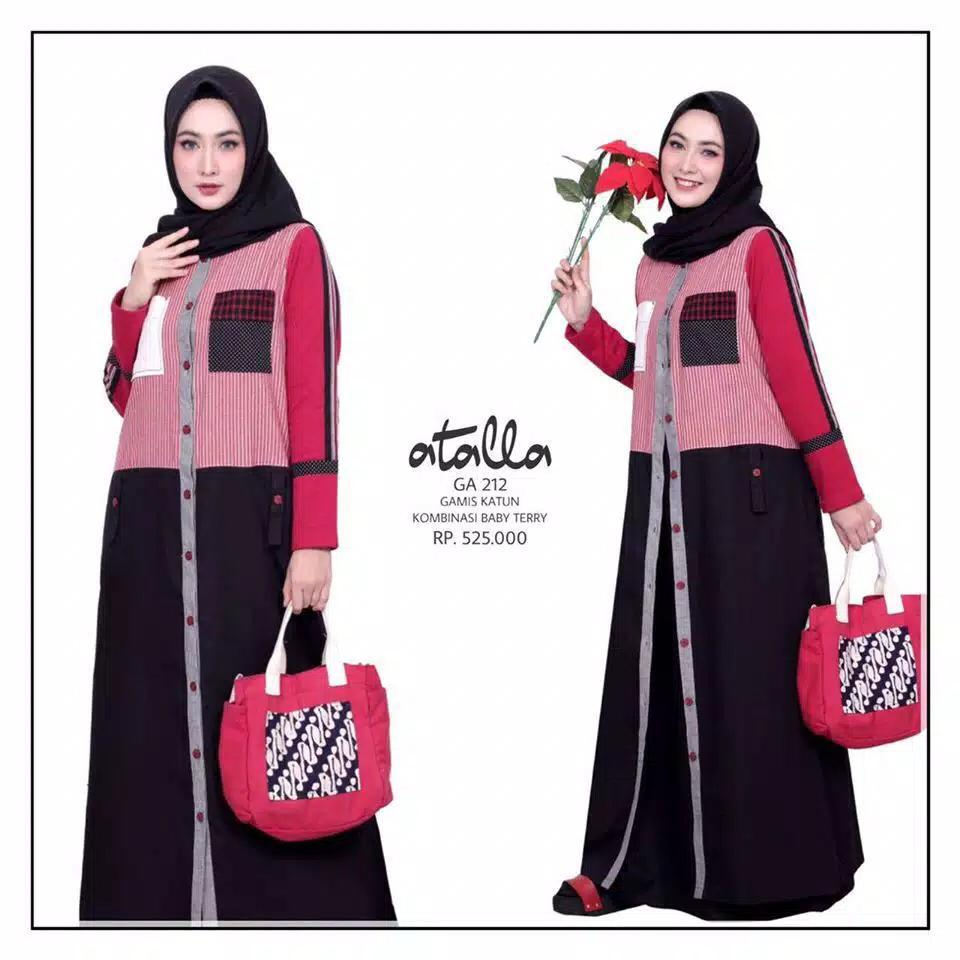 atalla
GA 212
GAMIS KATUN
KOMBINASI BABY TERRY
RP. 525.000